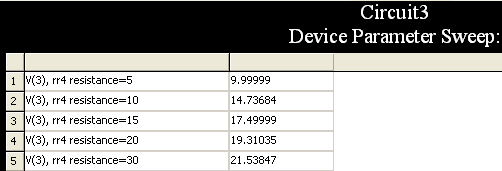 Circuit3
Device Parameter Sweep:
1 V(3), rr4 resistance=5 9.99999
2 V(3), rr4 resistance=10 14.73684
3 V(3), rr4 resistance=15 17.49999
4 V(3), rr4 resistance=20 19.31035
5 V(3), rr4 resistance=30 21.53847